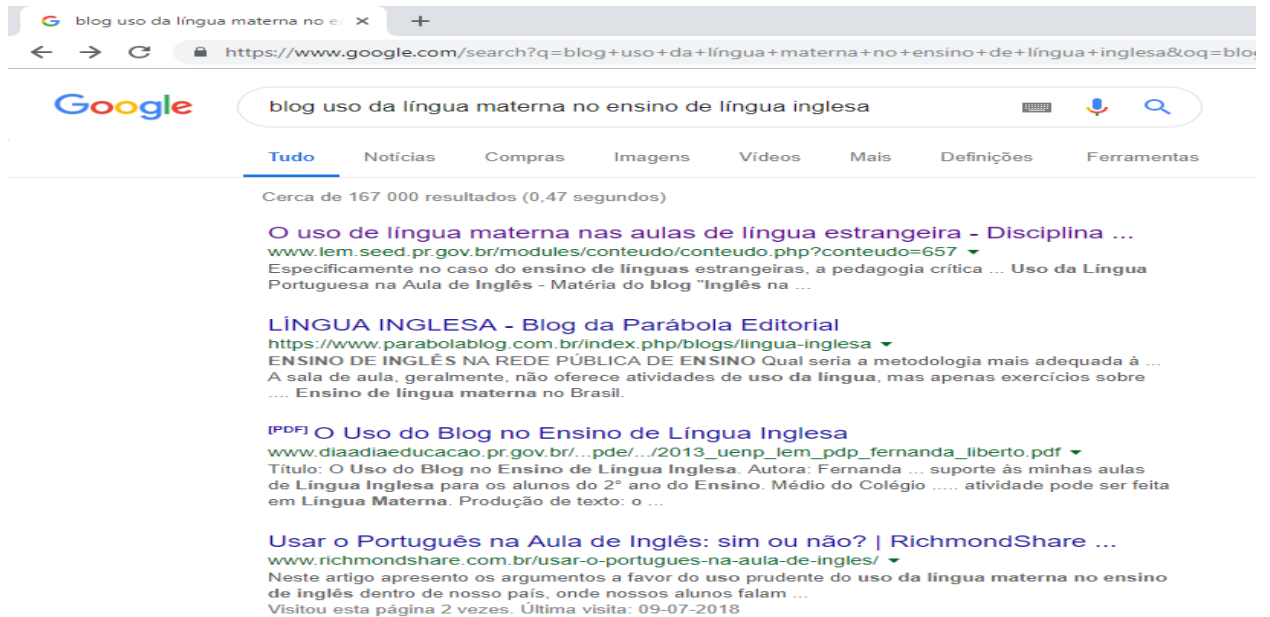 blog uso da língua materna no e
https://www.google.com/search?q=blog+uso+da+língua+materna+no+ensino+de+língua+inglesa&oq=blo
Google blog uso da língua materna no ensino de língua inglesa
Tudo Notícias Compras Imagens Vídeos Mais Definições Ferramentas
Cerca de 167 000 resultados (0,47 segundos)
O uso de língua materna nas aulas de língua estrangeira - Disciplina ...
www.lem.seed.pr.gov.br/modules/conteudo/conteudo.php?conteudo=657
Especificamente no caso do ensino de línguas estrangeiras, a pedagogia crítica ... Uso da Língua
Portuguesa na Aula de Inglês - Matéria do blog "Inglês na ...
LÍNGUA INGLESA - Blog da Parábola Editorial
https://www.parabolablog.com.br/index.php/blogs/lingua-inglesa
ENSINO DE INGLÊS NA REDE PÚBLICA DE ENSINO Qual seria a metodologia mais adequada à ...
A sala de aula, geralmente, não oferece atividades de uso da língua, mas apenas exercícios sobre
.... Ensino de língua materna no Brasil.
[PDF] O Uso do Blog no Ensino de Língua Inglesa
www.diaadiaeducacao.pr.gov.br/...pde/.../2013_uenp_lem_pdp_fernanda_liberto.pdf
Título: O Uso do Blog no Ensino de Língua Inglesa. Autora: Fernanda ... suporte às minhas aulas
de Língua Inglesa para os alunos do 2° ano do Ensino. Médio do Colégio ..... atividade pode ser feita
em Língua Materna. Produção de texto: o ...
Usar o Português na Aula de Inglês: sim ou não? | RichmondShare ...
www.richmondshare.com.br/usar-o-portugues-na-aula-de-ingles/
Neste artigo apresento os argumentos a favor do uso prudente do uso da língua materna no ensino
de inglês dentro de nosso país, onde nossos alunos falam ...
Visitou esta página 2 vezes. Última visita: 09-07-2018